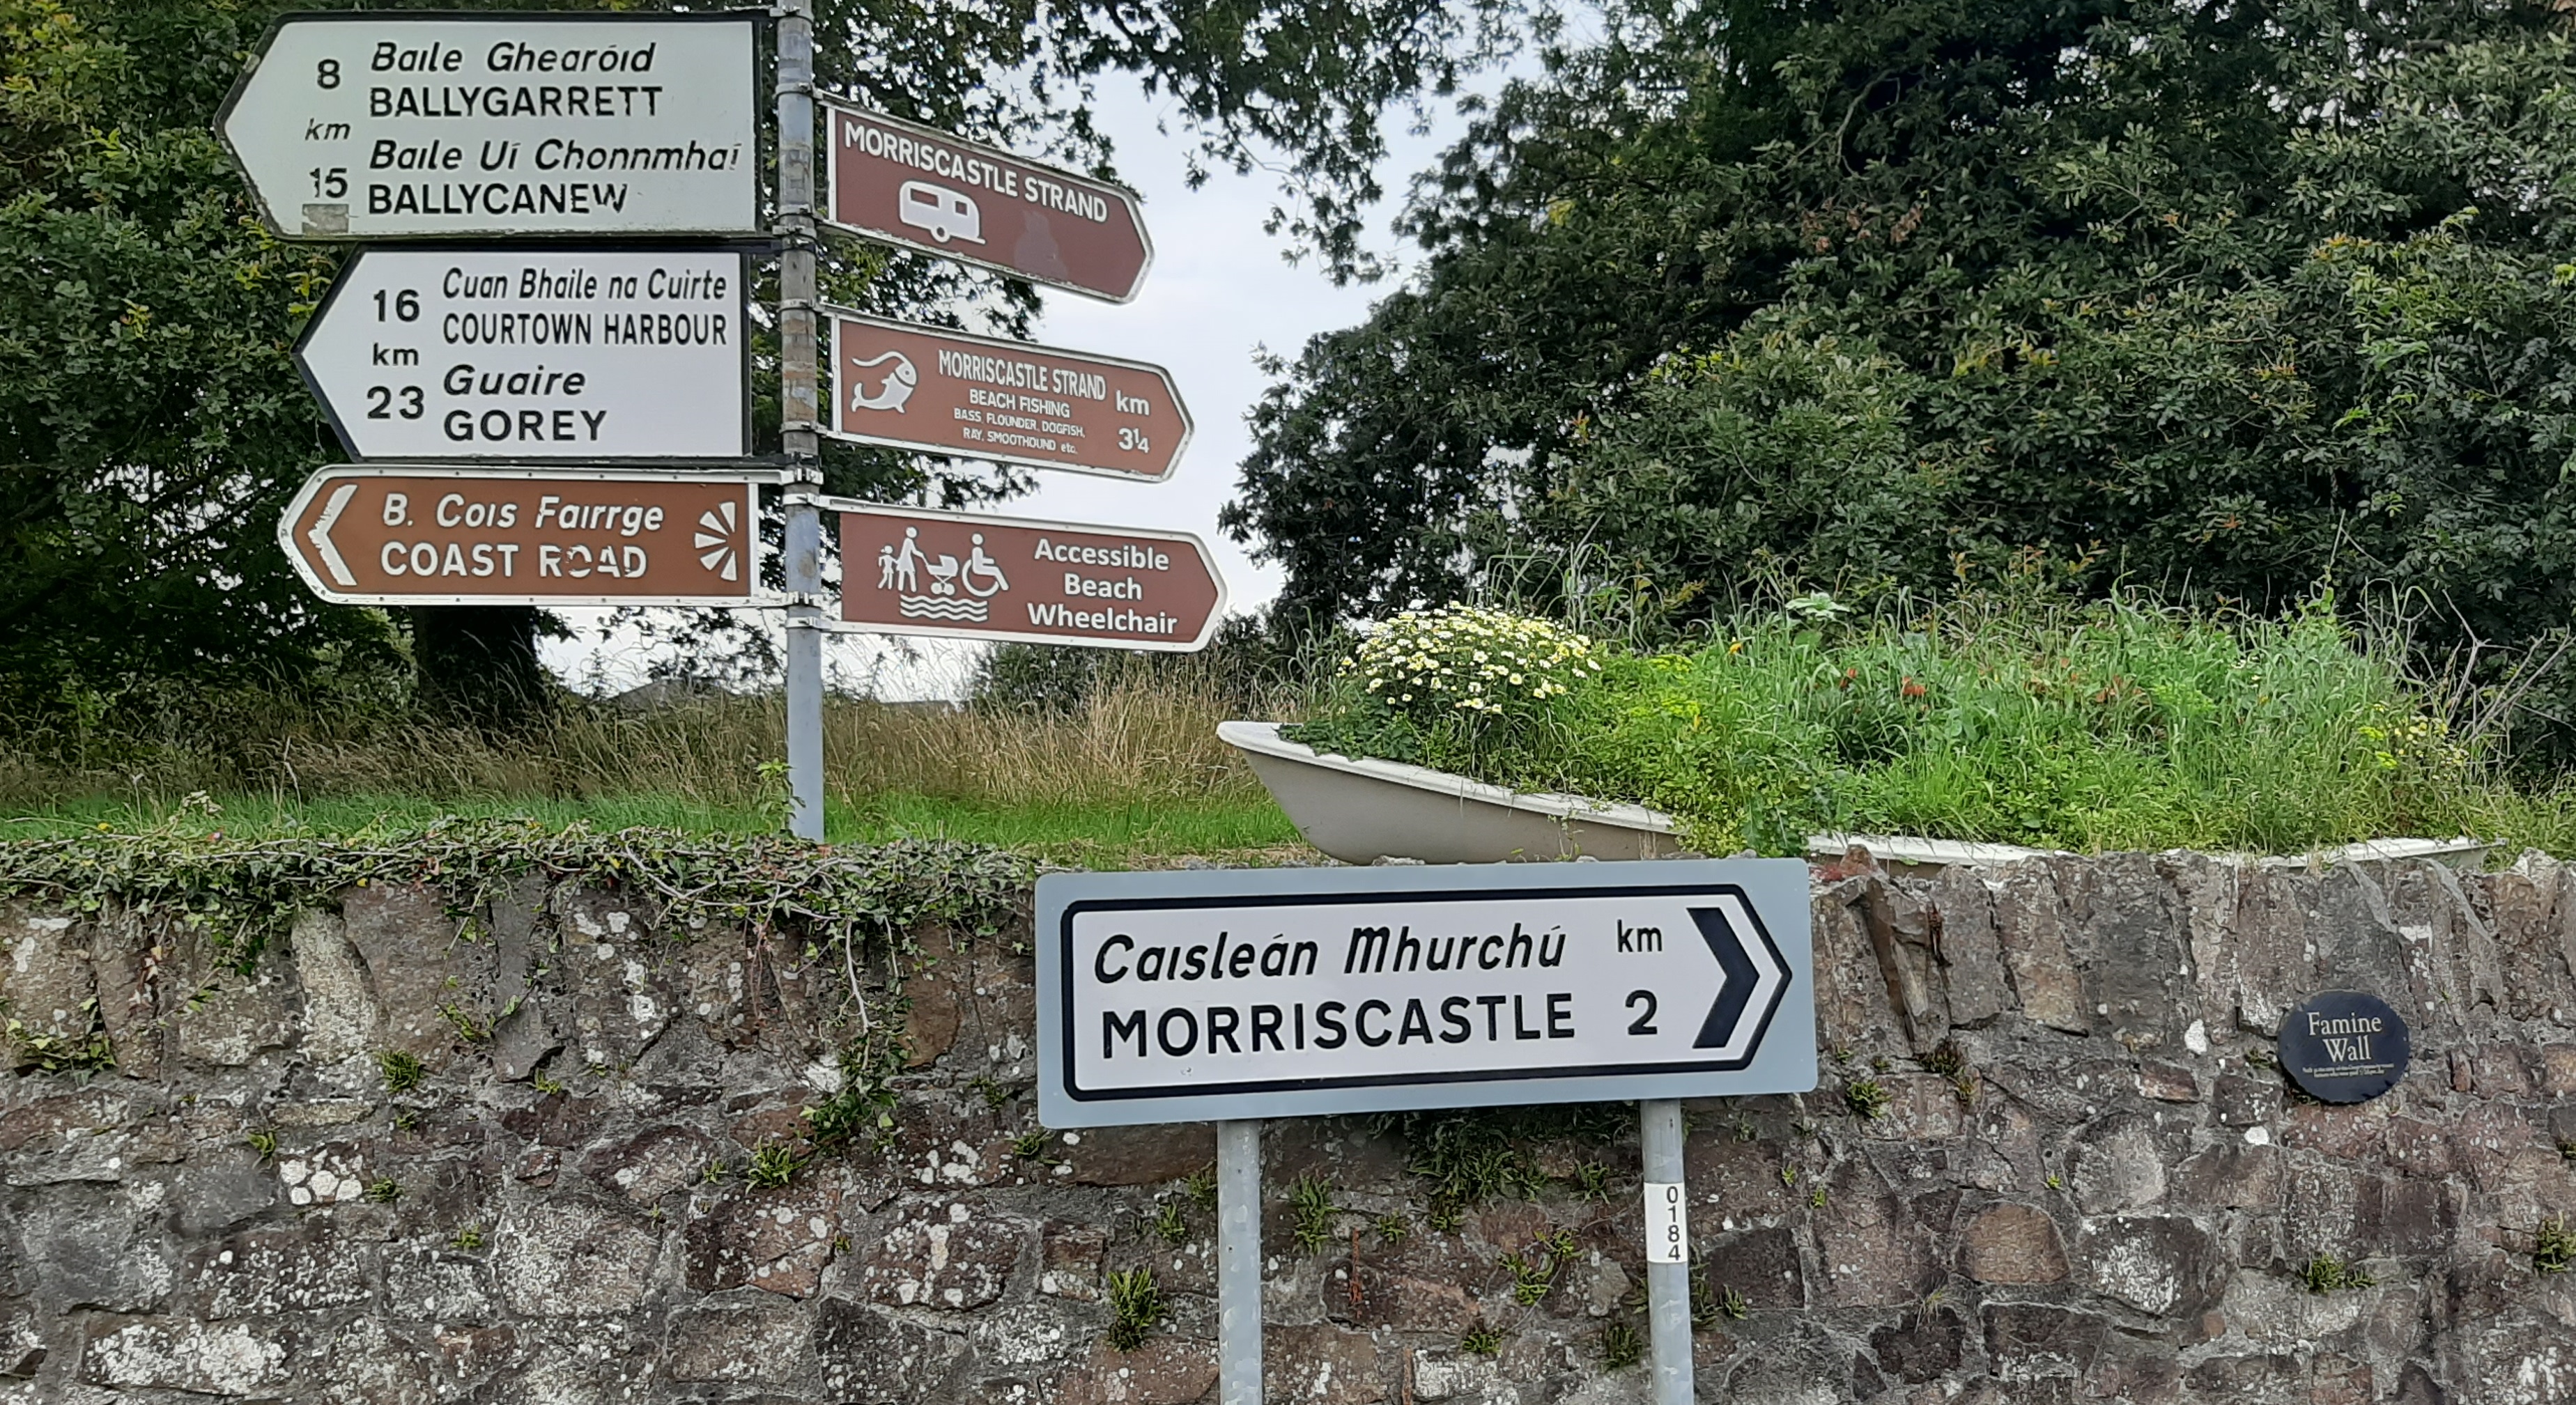 8 Baile Ghearóid
BALLYGARRETT
km
Baile Uí Chonnmhaí
15 BALLYCANEW
16 Cuan Bhaile na Cuirte
COURTOWN HARBOUR
km
Guaire
23 GOREY
B. Cois Fairrge
COAST ROAD
MORRISCASTLE STRAND
MORRISCASTLE STRAND
BEACH FISHING km
BASS, FLOUNDER, DOGFISH,
RAY, SMOOTHOUND etc. 3¼
Accessible
Beach
Wheelchair
Caisleán Mhurchú km
MORRISCASTLE 2
0184
Famine
Wall